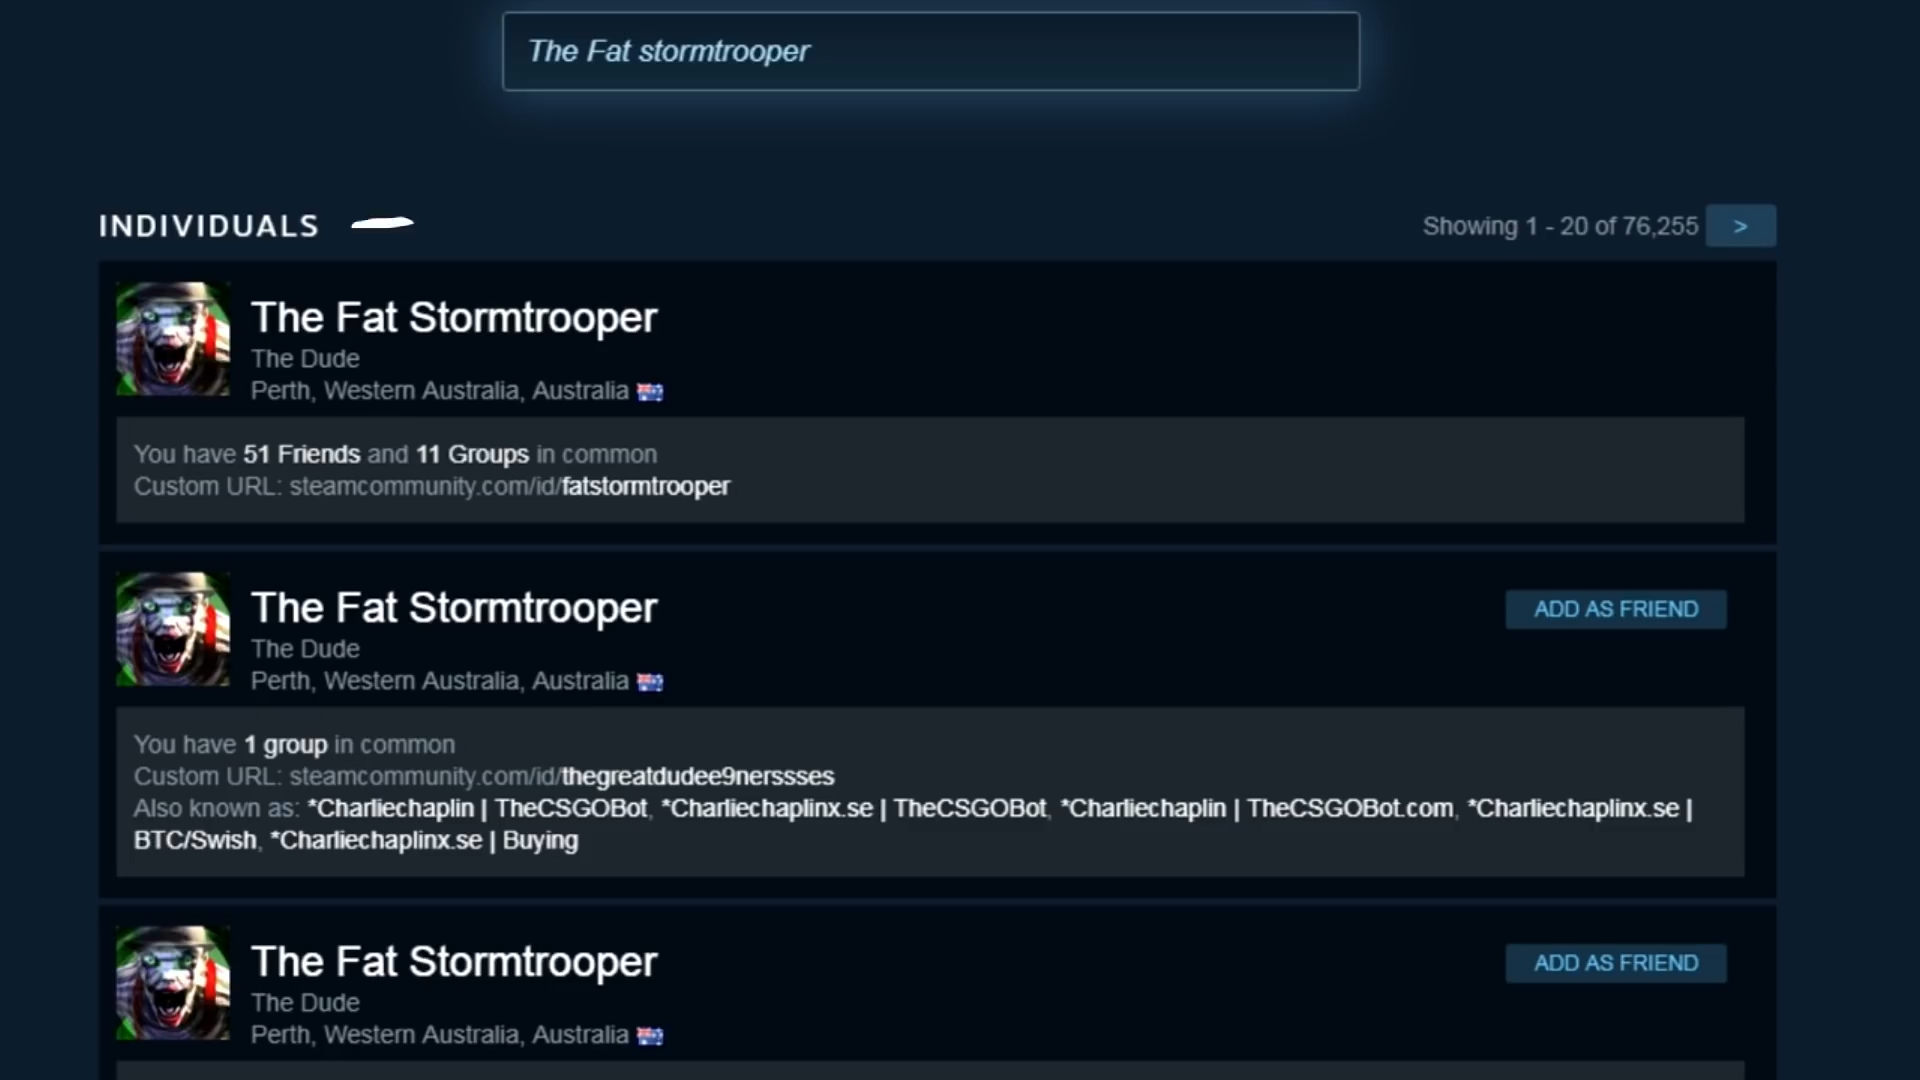 The Fat stormtrooper
INDIVIDUALS
Showing 1 - 20 of 76,255 >
The Fat Stormtrooper
The Dude
Perth, Western Australia, Australia
You have 51 Friends and 11 Groups in common
Custom URL: steamcommunity.com/id/fatstormtrooper
The Fat Stormtrooper
ADD AS FRIEND
The Dude
Perth, Western Australia, Australia
You have 1 group in common
Custom URL: steamcommunity.com/id/thegreatdudee9nerssses
Also known as: *Charliechaplin | TheCSGOBot, *Charliechaplinx.se | TheCSGOBot, *Charliechaplin | TheCSGOBot.com, *Charliechaplinx.se |
BTC/Swish, *Charliechaplinx.se | Buying
The Fat Stormtrooper
ADD AS FRIEND
The Dude
Perth, Western Australia, Australia